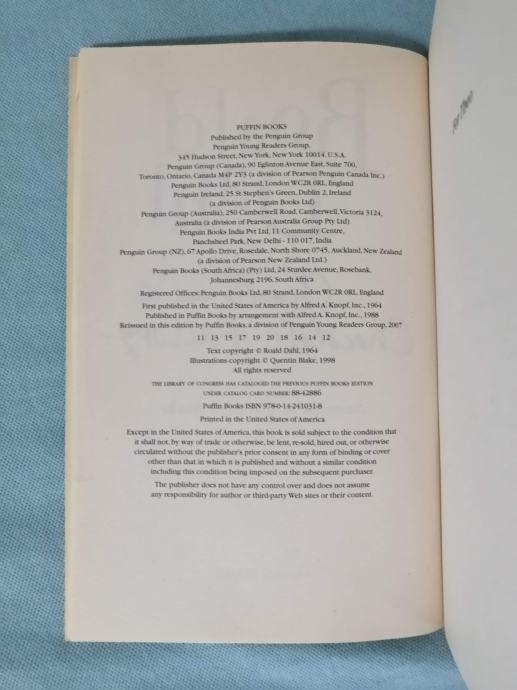 PUFFIN BOOKS
Published by the Penguin Group
Penguin Young Readers Group,
345 Hudson Street, New York, New York 10014, U.S.A.
Penguin Group (Canada), 90 Eglinton Avenue East, Suite 700,
Toronto, Ontario, Canada M4P 2Y3 (a division of Pearson Penguin Canada Inc.)
Penguin Books Ltd, 80 Strand, London WC2R 0RL, England
Penguin Ireland, 25 St Stephen's Green, Dublin 2, Ireland
(a division of Penguin Books Ltd)
Penguin Group (Australia), 250 Camberwell Road, Camberwell, Victoria 3124,
Australia (a division of Pearson Australia Group Pty Ltd)
Penguin Books India Pvt Ltd, 11 Community Centre,
Panchsheel Park, New Delhi - 110 017, India
Penguin Group (NZ), 67 Apollo Drive, Rosedale, North Shore 0745, Auckland, New Zealand
(a division of Pearson New Zealand Ltd.)
Penguin Books (South Africa) (Pty) Ltd, 24 Sturdee Avenue, Rosebank,
Johannesburg 2196, South Africa
Registered Offices: Penguin Books Ltd, 80 Strand, London WC2R 0RL, England
First published in the United States of America by Alfred A. Knopf, Inc., 1964
Published in Puffin Books by arrangement with Alfred A. Knopf, Inc., 1988
Reissued in this edition by Puffin Books, a division of Penguin Young Readers Group, 2007
11 13 15 17 19 20 18 16 14 12
Text copyright © Roald Dahl, 1964
Illustrations copyright © Quentin Blake, 1998
All rights reserved
THE LIBRARY OF CONGRESS HAS CATALOGED THE PREVIOUS PUFFIN BOOKS EDITION
UNDER CATALOG CARD NUMBER: 88-42886
Puffin Books ISBN 978-0-14-241031-8
Printed in the United States of America
Except in the United States of America, this book is sold subject to the condition that
it shall not, by way of trade or otherwise, be lent, re-sold, hired out, or otherwise
circulated without the publisher's prior consent in any form of binding or cover
other than that in which it is published and without a similar condition
including this condition being imposed on the subsequent purchaser.
The publisher does not have any control over and does not assume
any responsibility for author or third-party Web sites or their content.
For Theo